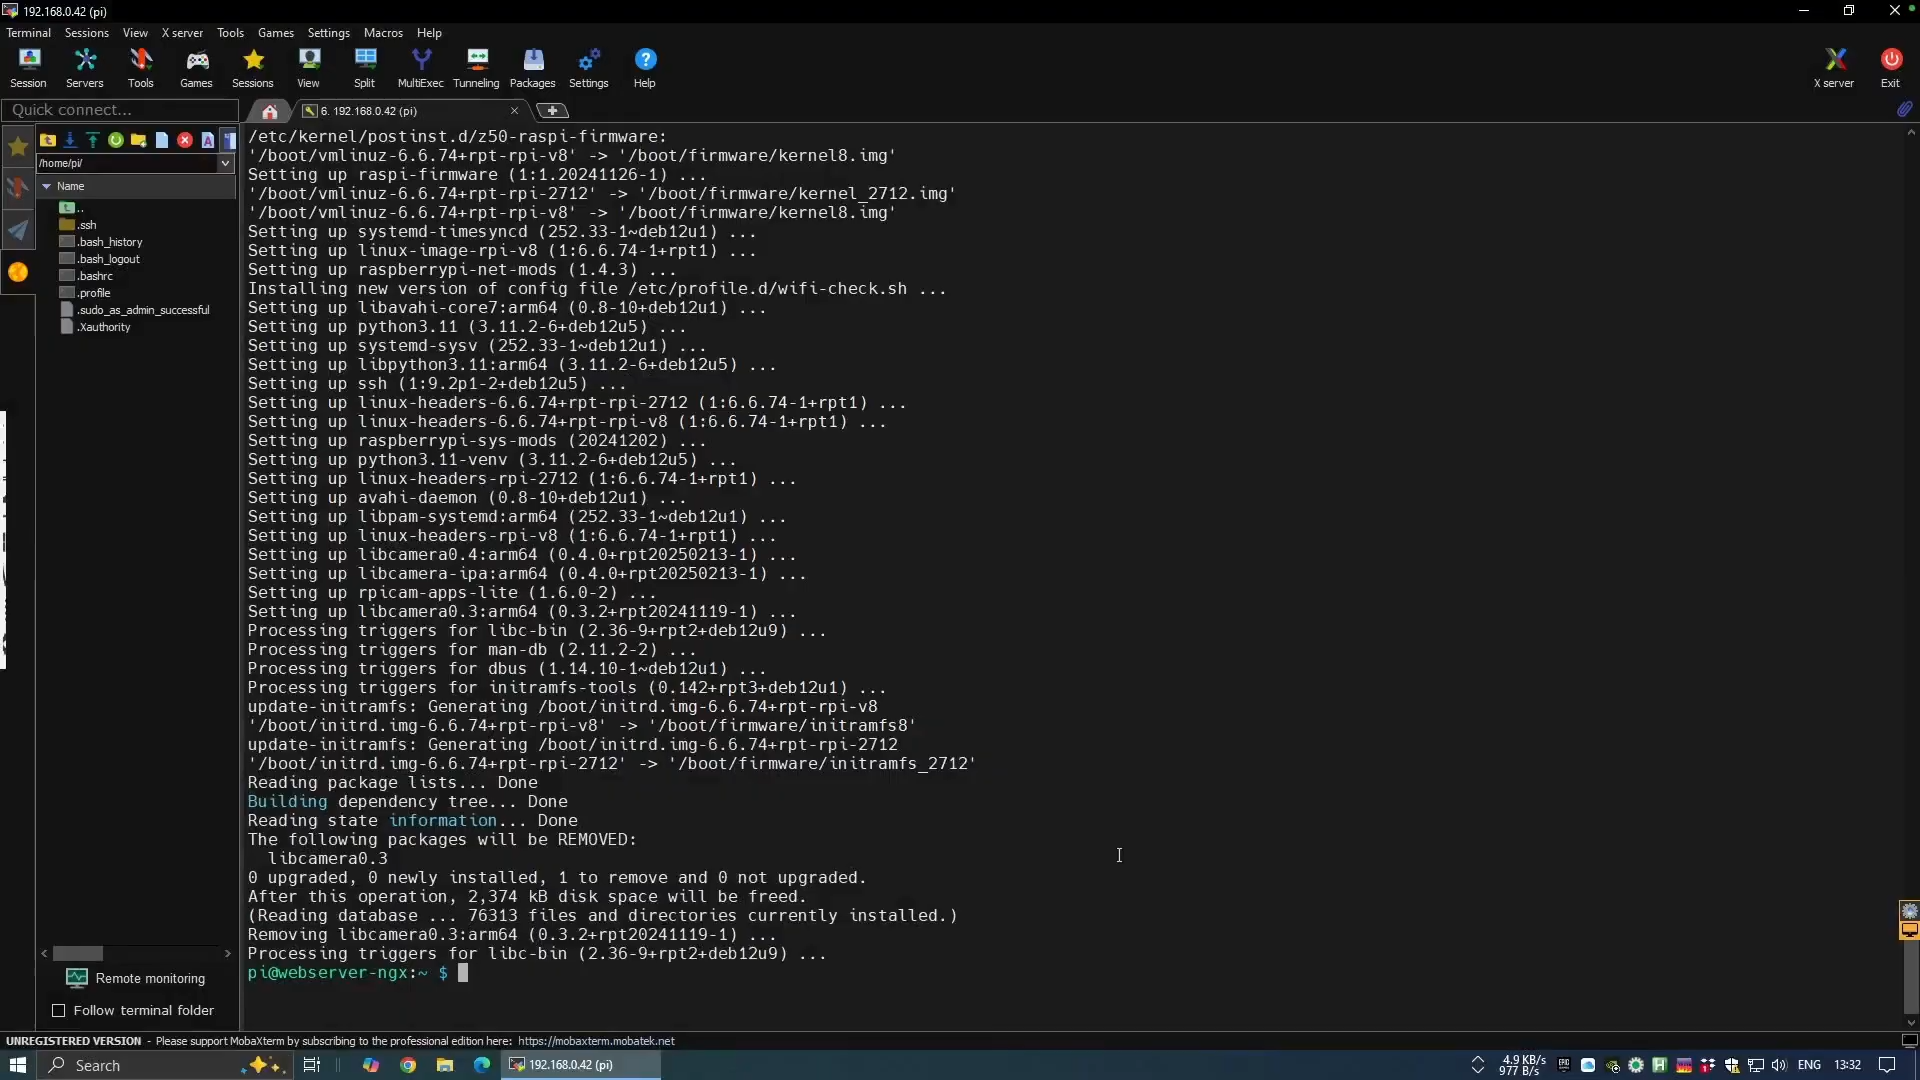 192.168.0.42 (pi)
Terminal Sessions View X server Tools Games Settings Macros Help
Session Servers Tools Games Sessions View Split MultiExec Tunneling Packages Settings Help X server Exit
Quick connect...
6. 192.168.0.42 (pi)
/home/pi/
Name
..
.ssh
.bash_history
.bash_logout
.bashrc
.profile
.sudo_as_admin_successful
.Xauthority
Remote monitoring
Follow terminal folder
/etc/kernel/postinst.d/z50-raspi-firmware:
'/boot/vmlinuz-6.6.74+rpt-rpi-v8' -> '/boot/firmware/kernel8.img'
Setting up raspi-firmware (1:1.20241126-1) ...
'/boot/vmlinuz-6.6.74+rpt-rpi-2712' -> '/boot/firmware/kernel_2712.img'
'/boot/vmlinuz-6.6.74+rpt-rpi-v8' -> '/boot/firmware/kernel8.img'
Setting up systemd-timesyncd (252.33-1~deb12u1) ...
Setting up linux-image-rpi-v8 (1:6.6.74-1+rpt1) ...
Setting up raspberrypi-net-mods (1.4.3) ...
Installing new version of config file /etc/profile.d/wifi-check.sh ...
Setting up libavahi-core7:arm64 (0.8-10+deb12u1) ...
Setting up python3.11 (3.11.2-6+deb12u5) ...
Setting up systemd-sysv (252.33-1~deb12u1) ...
Setting up libpython3.11:arm64 (3.11.2-6+deb12u5) ...
Setting up ssh (1:9.2p1-2+deb12u5) ...
Setting up linux-headers-6.6.74+rpt-rpi-2712 (1:6.6.74-1+rpt1) ...
Setting up linux-headers-6.6.74+rpt-rpi-v8 (1:6.6.74-1+rpt1) ...
Setting up raspberrypi-sys-mods (20241202) ...
Setting up python3.11-venv (3.11.2-6+deb12u5) ...
Setting up linux-headers-rpi-2712 (1:6.6.74-1+rpt1) ...
Setting up avahi-daemon (0.8-10+deb12u1) ...
Setting up libpam-systemd:arm64 (252.33-1~deb12u1) ...
Setting up linux-headers-rpi-v8 (1:6.6.74-1+rpt1) ...
Setting up libcamera0.4:arm64 (0.4.0+rpt20250213-1) ...
Setting up libcamera-ipa:arm64 (0.4.0+rpt20250213-1) ...
Setting up rpicam-apps-lite (1.6.0-2) ...
Setting up libcamera0.3:arm64 (0.3.2+rpt20241119-1) ...
Processing triggers for libc-bin (2.36-9+rpt2+deb12u9) ...
Processing triggers for man-db (2.11.2-2) ...
Processing triggers for dbus (1.14.10-1~deb12u1) ...
Processing triggers for initramfs-tools (0.142+rpt3+deb12u1) ...
update-initramfs: Generating /boot/initrd.img-6.6.74+rpt-rpi-v8
'/boot/initrd.img-6.6.74+rpt-rpi-v8' -> '/boot/firmware/initramfs8'
update-initramfs: Generating /boot/initrd.img-6.6.74+rpt-rpi-2712
'/boot/initrd.img-6.6.74+rpt-rpi-2712' -> '/boot/firmware/initramfs_2712'
Reading package lists... Done
Building dependency tree... Done
Reading state information... Done
The following packages will be REMOVED:
libcamera0.3
0 upgraded, 0 newly installed, 1 to remove and 0 not upgraded.
After this operation, 2,374 kB disk space will be freed.
(Reading database ... 76313 files and directories currently installed.)
Removing libcamera0.3:arm64 (0.3.2+rpt20241119-1) ...
Processing triggers for libc-bin (2.36-9+rpt2+deb12u9) ...
pi@webserver-ngx:~ $
UNREGISTERED VERSION - Please support MobaXterm by subscribing to the professional edition here: https://mobaxterm.mobatek.net
Search
192.168.0.42 (pi)
4.9 KB/s
977 B/s
ENG 13:32